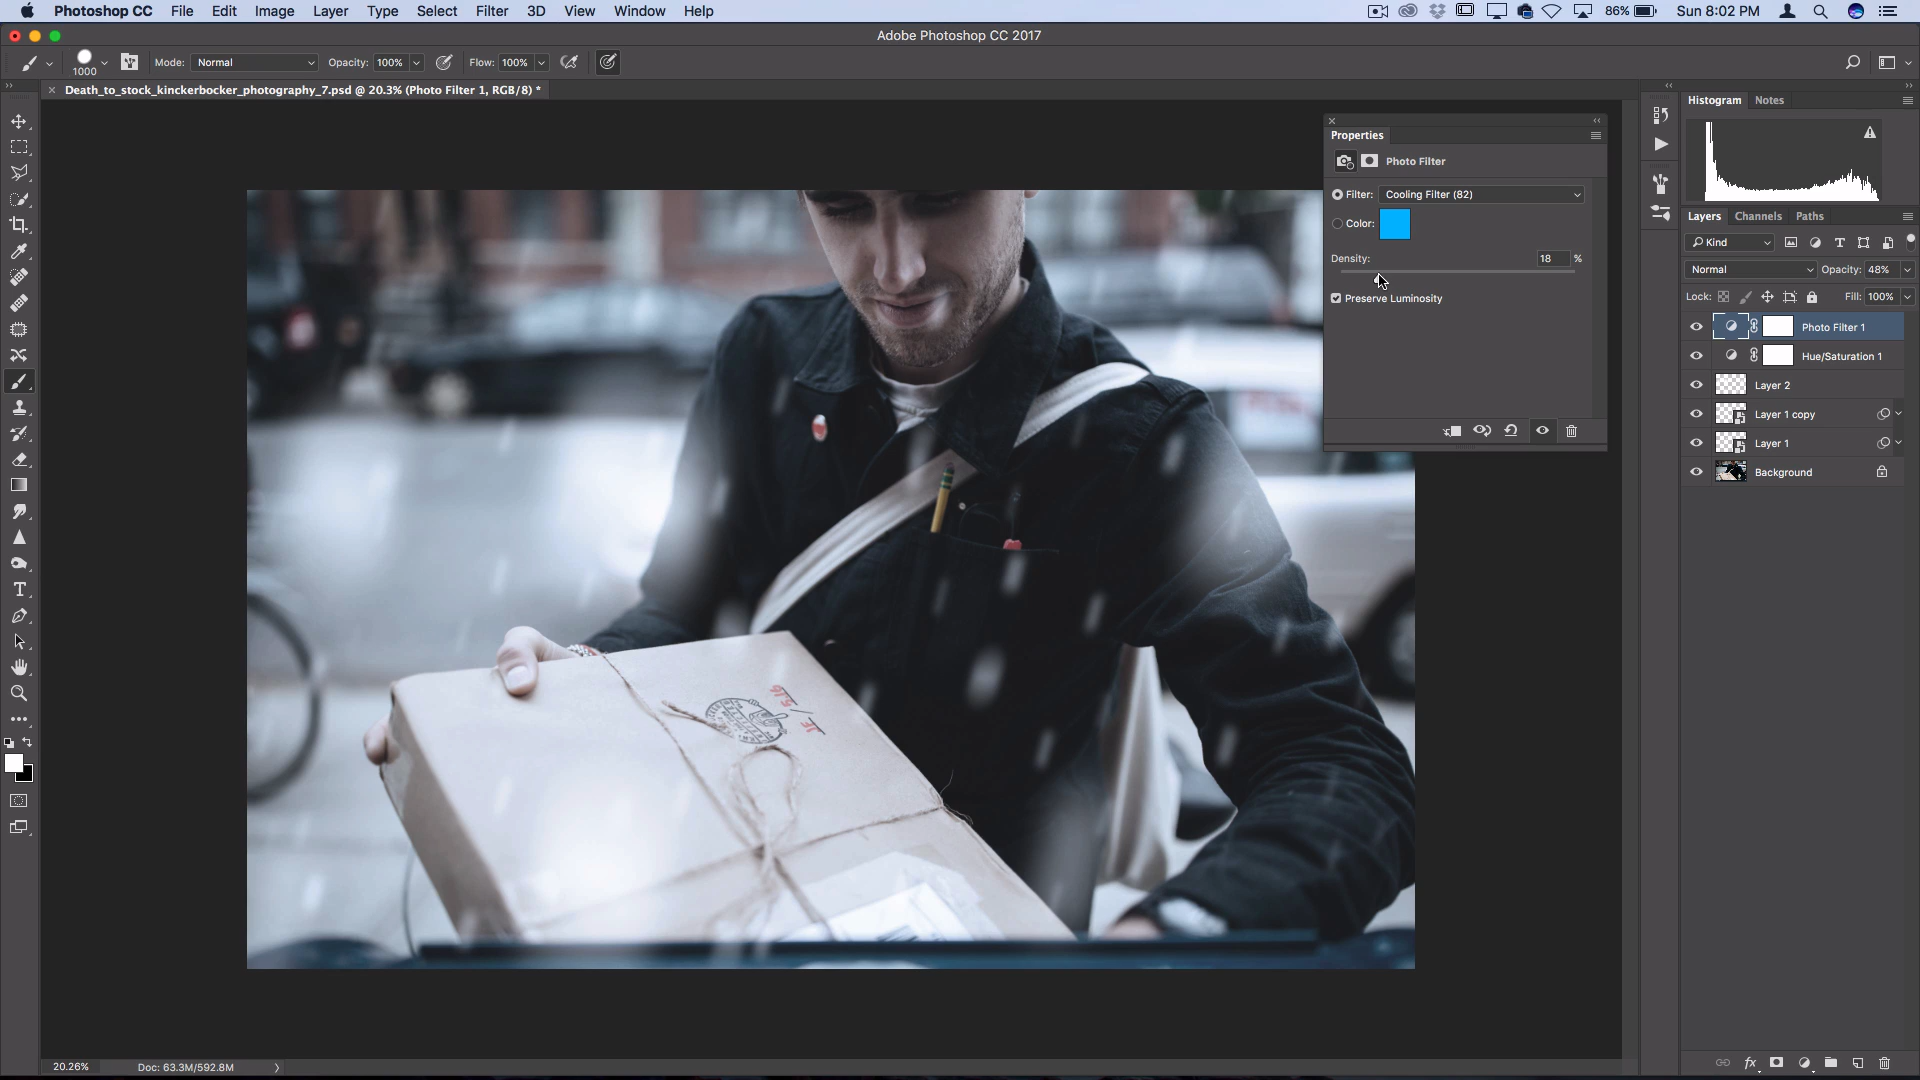 Photoshop CC File Edit Image Layer Type Select Filter 3D View Window Help 86% Sun 8:02 PM
Adobe Photoshop CC 2017
1000 Mode: Normal Opacity: 100% Flow: 100%
Death_to_stock_kinckerbocker_photography_7.psd @ 20.3% (Photo Filter 1, RGB/8) *
Properties
Photo Filter
Filter: Cooling Filter (82)
Color:
Density: 18 %
Preserve Luminosity
Histogram Notes
Layers Channels Paths
Kind
Normal Opacity: 48%
Lock: Fill: 100%
Photo Filter 1
Hue/Saturation 1
Layer 2
Layer 1 copy
Layer 1
Background
20.26% Doc: 63.3M/592.8M